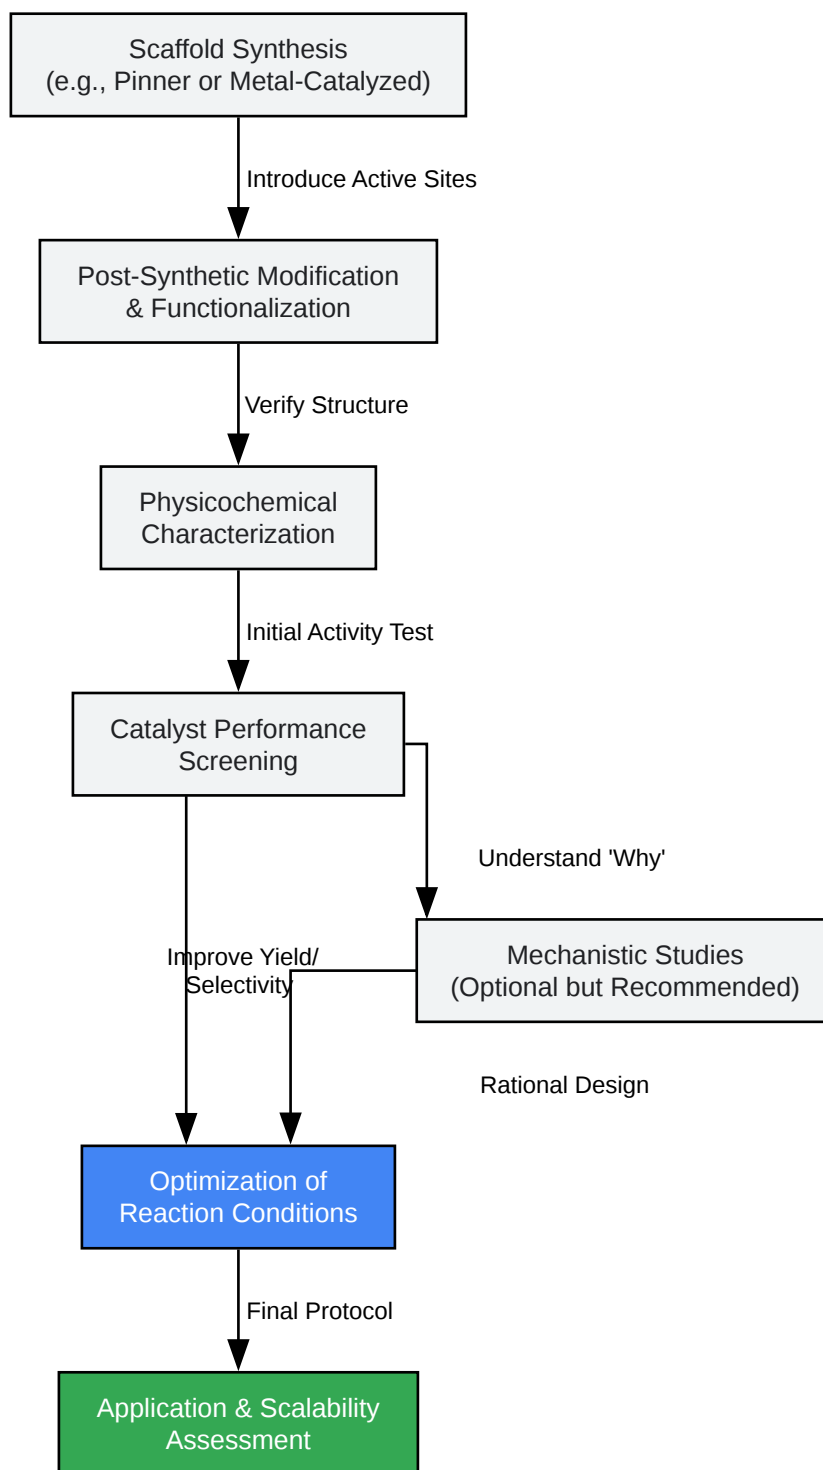 Scaffold Synthesis
(e.g., Pinner or Metal-Catalyzed)
Introduce Active Sites
Post-Synthetic Modification
& Functionalization
Verify Structure
Physicochemical
Characterization
Initial Activity Test
Catalyst Performance
Screening
Understand 'Why'
Improve Yield/
Selectivity
Mechanistic Studies
(Optional but Recommended)
Rational Design
Optimization of
Reaction Conditions
Final Protocol
Application & Scalability
Assessment